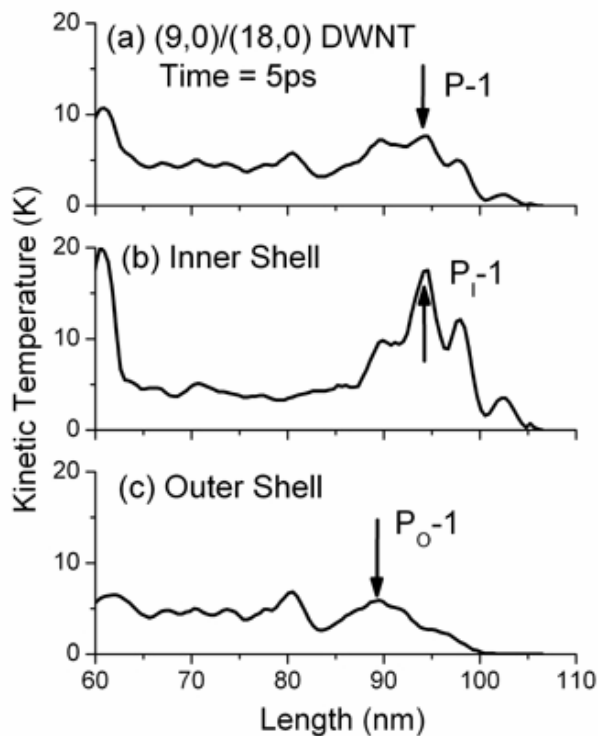 20
(a) (9,0)/(18,0) DWNT
Time = 5ps
P-1
10
0
20
(b) Inner Shell
P_I-1
10
0
20
(c) Outer Shell
P_O-1
10
0
60 70 80 90 100 110
Length (nm)
Kinetic Temperature (K)